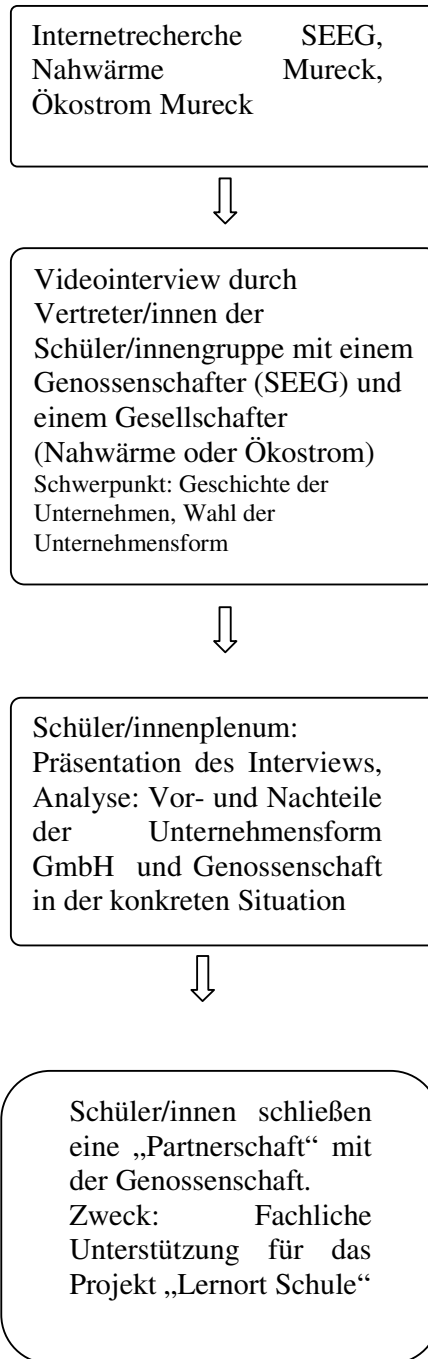 Internetrecherche SEEG,
Nahwärme Mureck,
Ökostrom Mureck
Videointerview durch
Vertreter/innen der
Schüler/innengruppe mit einem
Genossenschafter (SEEG) und
einem Gesellschafter
(Nahwärme oder Ökostrom)
Schwerpunkt: Geschichte der
Unternehmen, Wahl der
Unternehmensform
Schüler/innenplenum:
Präsentation des Interviews,
Analyse: Vor- und Nachteile
der Unternehmensform
GmbH und Genossenschaft
in der konkreten Situation
Schüler/innen schließen
eine „Partnerschaft“ mit
der Genossenschaft.
Zweck: Fachliche
Unterstützung für das
Projekt „Lernort Schule“